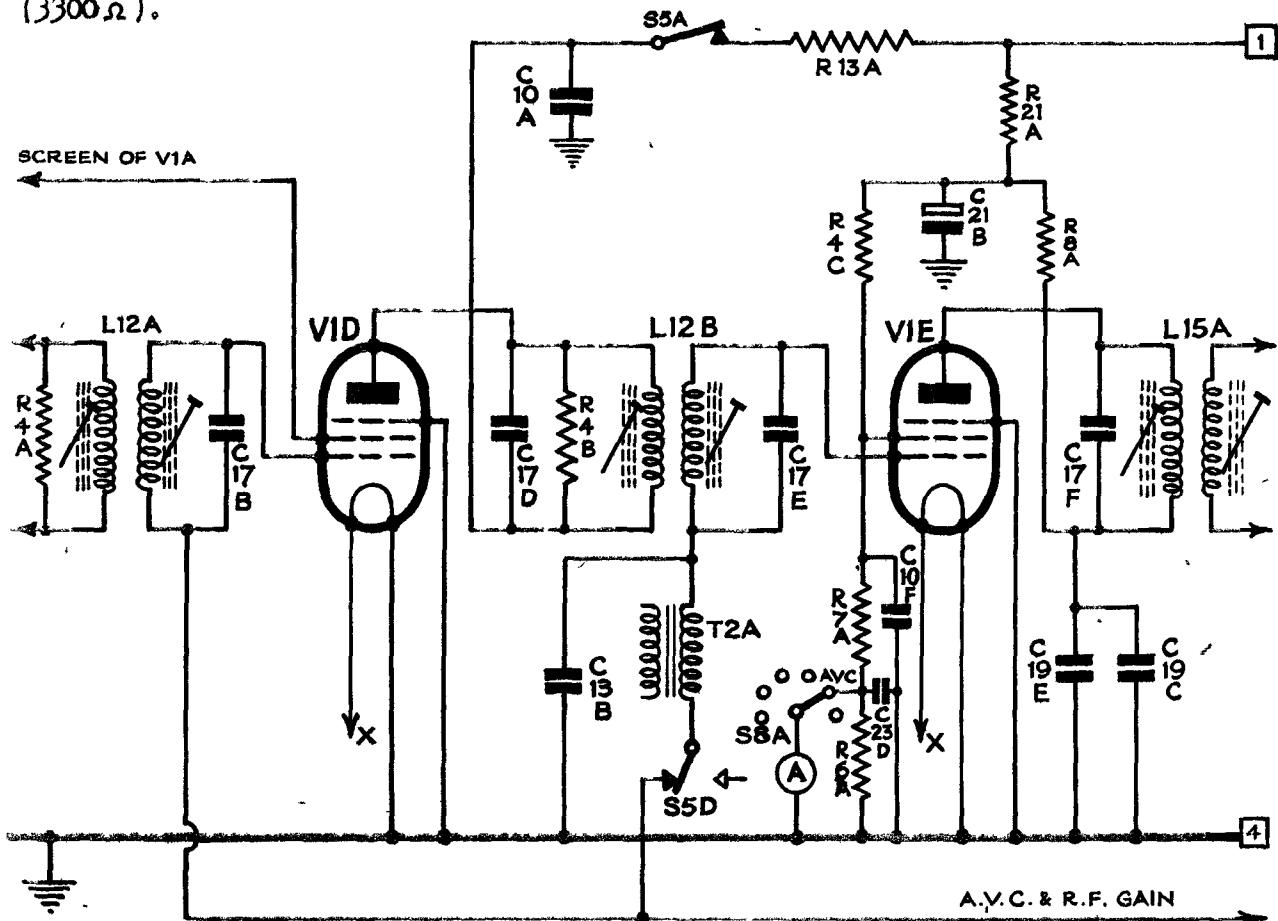 (3300Ω).
S5A
1
R 13 A
C 10 A
R 21 A
SCREEN OF V1A
C 21 B
R 4 C
R 8 A
L12A
V1D
L12B
V1E
L15A
R 4 A
C 17 B
C 17 D
R 4 B
C 17 E
C 17 F
C 10 F
R 7 A
T2A
C 13 B
AVC
C 19 E
C 19 C
S8A
C 23 D
X
X
A
R 6 A
S5D
4
A.V.C. & R.F. GAIN